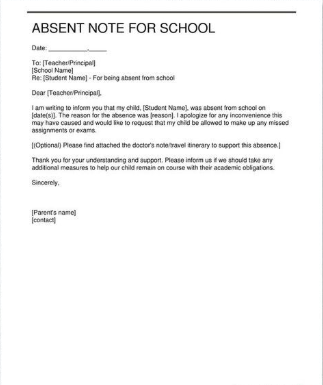 ABSENT NOTE FOR SCHOOL
Date: ______________
To: [Teacher/Principal]
[School Name]
Re: [Student Name] - For being absent from school
Dear [Teacher/Principal],
I am writing to inform you that my child, [Student Name], was absent from school on
[date(s)]. The reason for the absence was [reason]. I apologize for any inconvenience this
may have caused and would like to request that my child be allowed to make up any missed
assignments or exams.
[(Optional) Please find attached the doctor's note/travel itinerary to support this absence.]
Thank you for your understanding and support. Please inform us if we should take any
additional measures to help our child remain on course with their academic obligations.
Sincerely,
[Parent's name]
[contact]